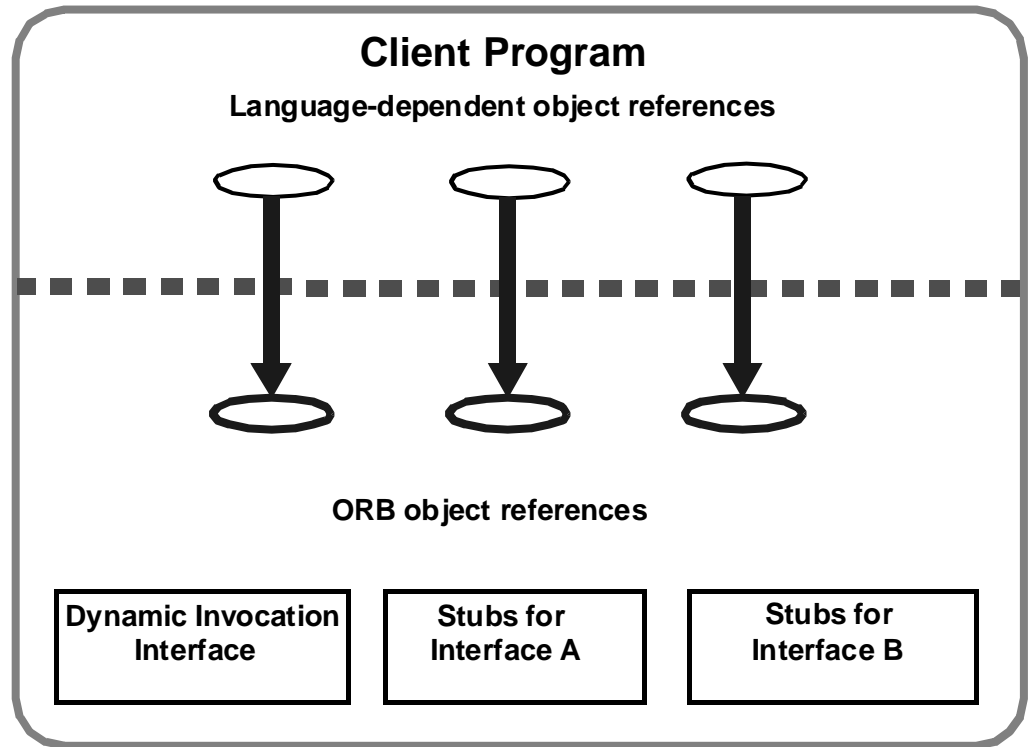 Client Program
Language-dependent object references
ORB object references
Dynamic Invocation
Interface
Stubs for
Interface A
Stubs for
Interface B